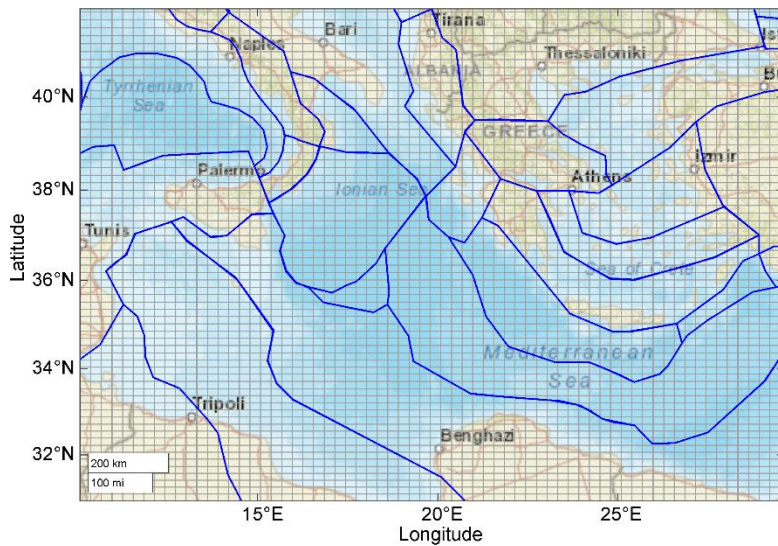 Tirana
Bari
Naples
Thessaloniki
ALBANIA
Tyrrhenian
Sea
40°N
GREECE
Izmir
Palermo
Athens
38°N
Ionian Sea
Tunis
Latitude
36°N
Sea of Crete
Mediterranean
Sea
34°N
Tripoli
Benghazi
32°N
200 km
100 mi
15°E
20°E
25°E
Longitude